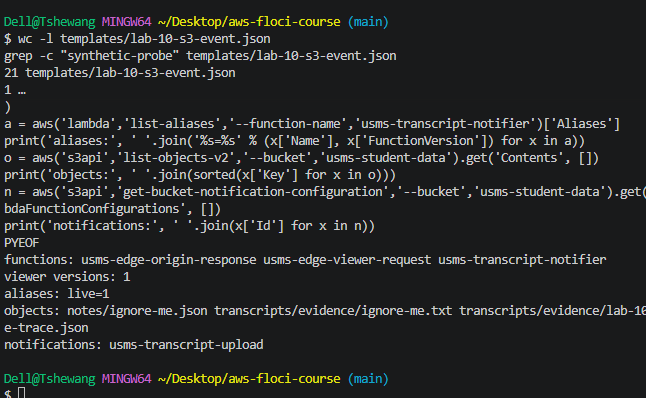 Dell@Tshewang MINGW64 ~/Desktop/aws-floci-course (main)
$ wc -l templates/lab-10-s3-event.json
grep -c "synthetic-probe" templates/lab-10-s3-event.json
21 templates/lab-10-s3-event.json
1 …
)
a = aws('lambda','list-aliases','--function-name','usms-transcript-notifier')['Aliases']
print('aliases:', ' '.join('%s=%s' % (x['Name'], x['FunctionVersion']) for x in a))
o = aws('s3api','list-objects-v2','--bucket','usms-student-data').get('Contents', [])
print('objects:', ' '.join(sorted(x['Key'] for x in o)))
n = aws('s3api','get-bucket-notification-configuration','--bucket','usms-student-data').get(
bdaFunctionConfigurations', [])
print('notifications:', ' '.join(x['Id'] for x in n))
PYEOF
functions: usms-edge-origin-response usms-edge-viewer-request usms-transcript-notifier
viewer versions: 1
aliases: live=1
objects: notes/ignore-me.json transcripts/evidence/ignore-me.txt transcripts/evidence/lab-10
e-trace.json
notifications: usms-transcript-upload
Dell@Tshewang MINGW64 ~/Desktop/aws-floci-course (main)
$